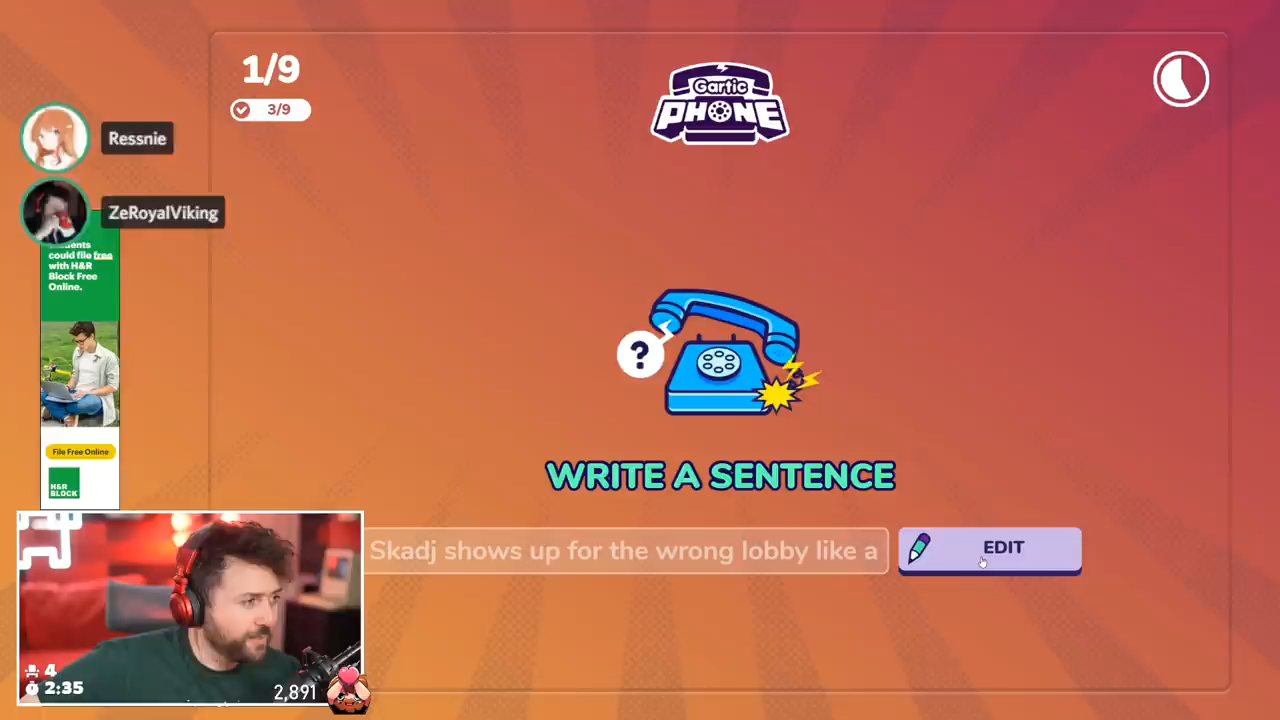 1/9
3/9
Gartic
PHONE
Ressnie
ZeRoyalViking
could file free
with H&R
Block Free
Online.
File Free Online
H&R
BLOCK
?
WRITE A SENTENCE
Skadj shows up for the wrong lobby like a
EDIT
4
2:35
2,891